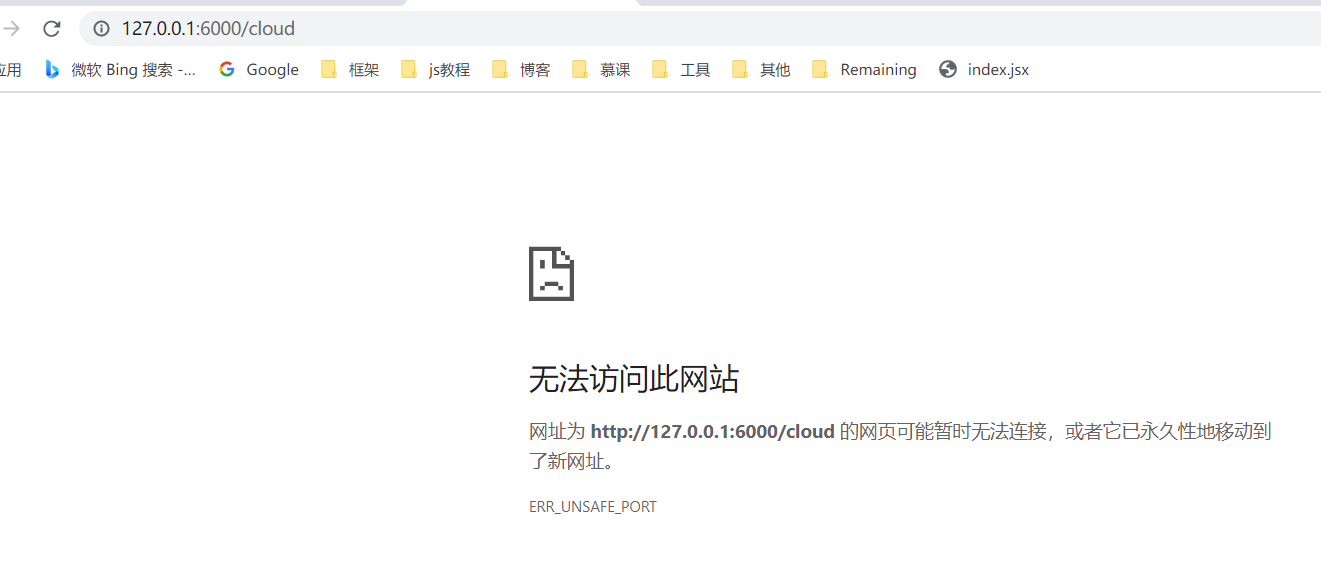 127.0.0.1:6000/cloud
应用 微软 Bing 搜索 -... Google 框架 js教程 博客 慕课 工具 其他 Remaining index.jsx
无法访问此网站
网址为 http://127.0.0.1:6000/cloud 的网页可能暂时无法连接，或者它已永久性地移动到
了新网址。
ERR_UNSAFE_PORT